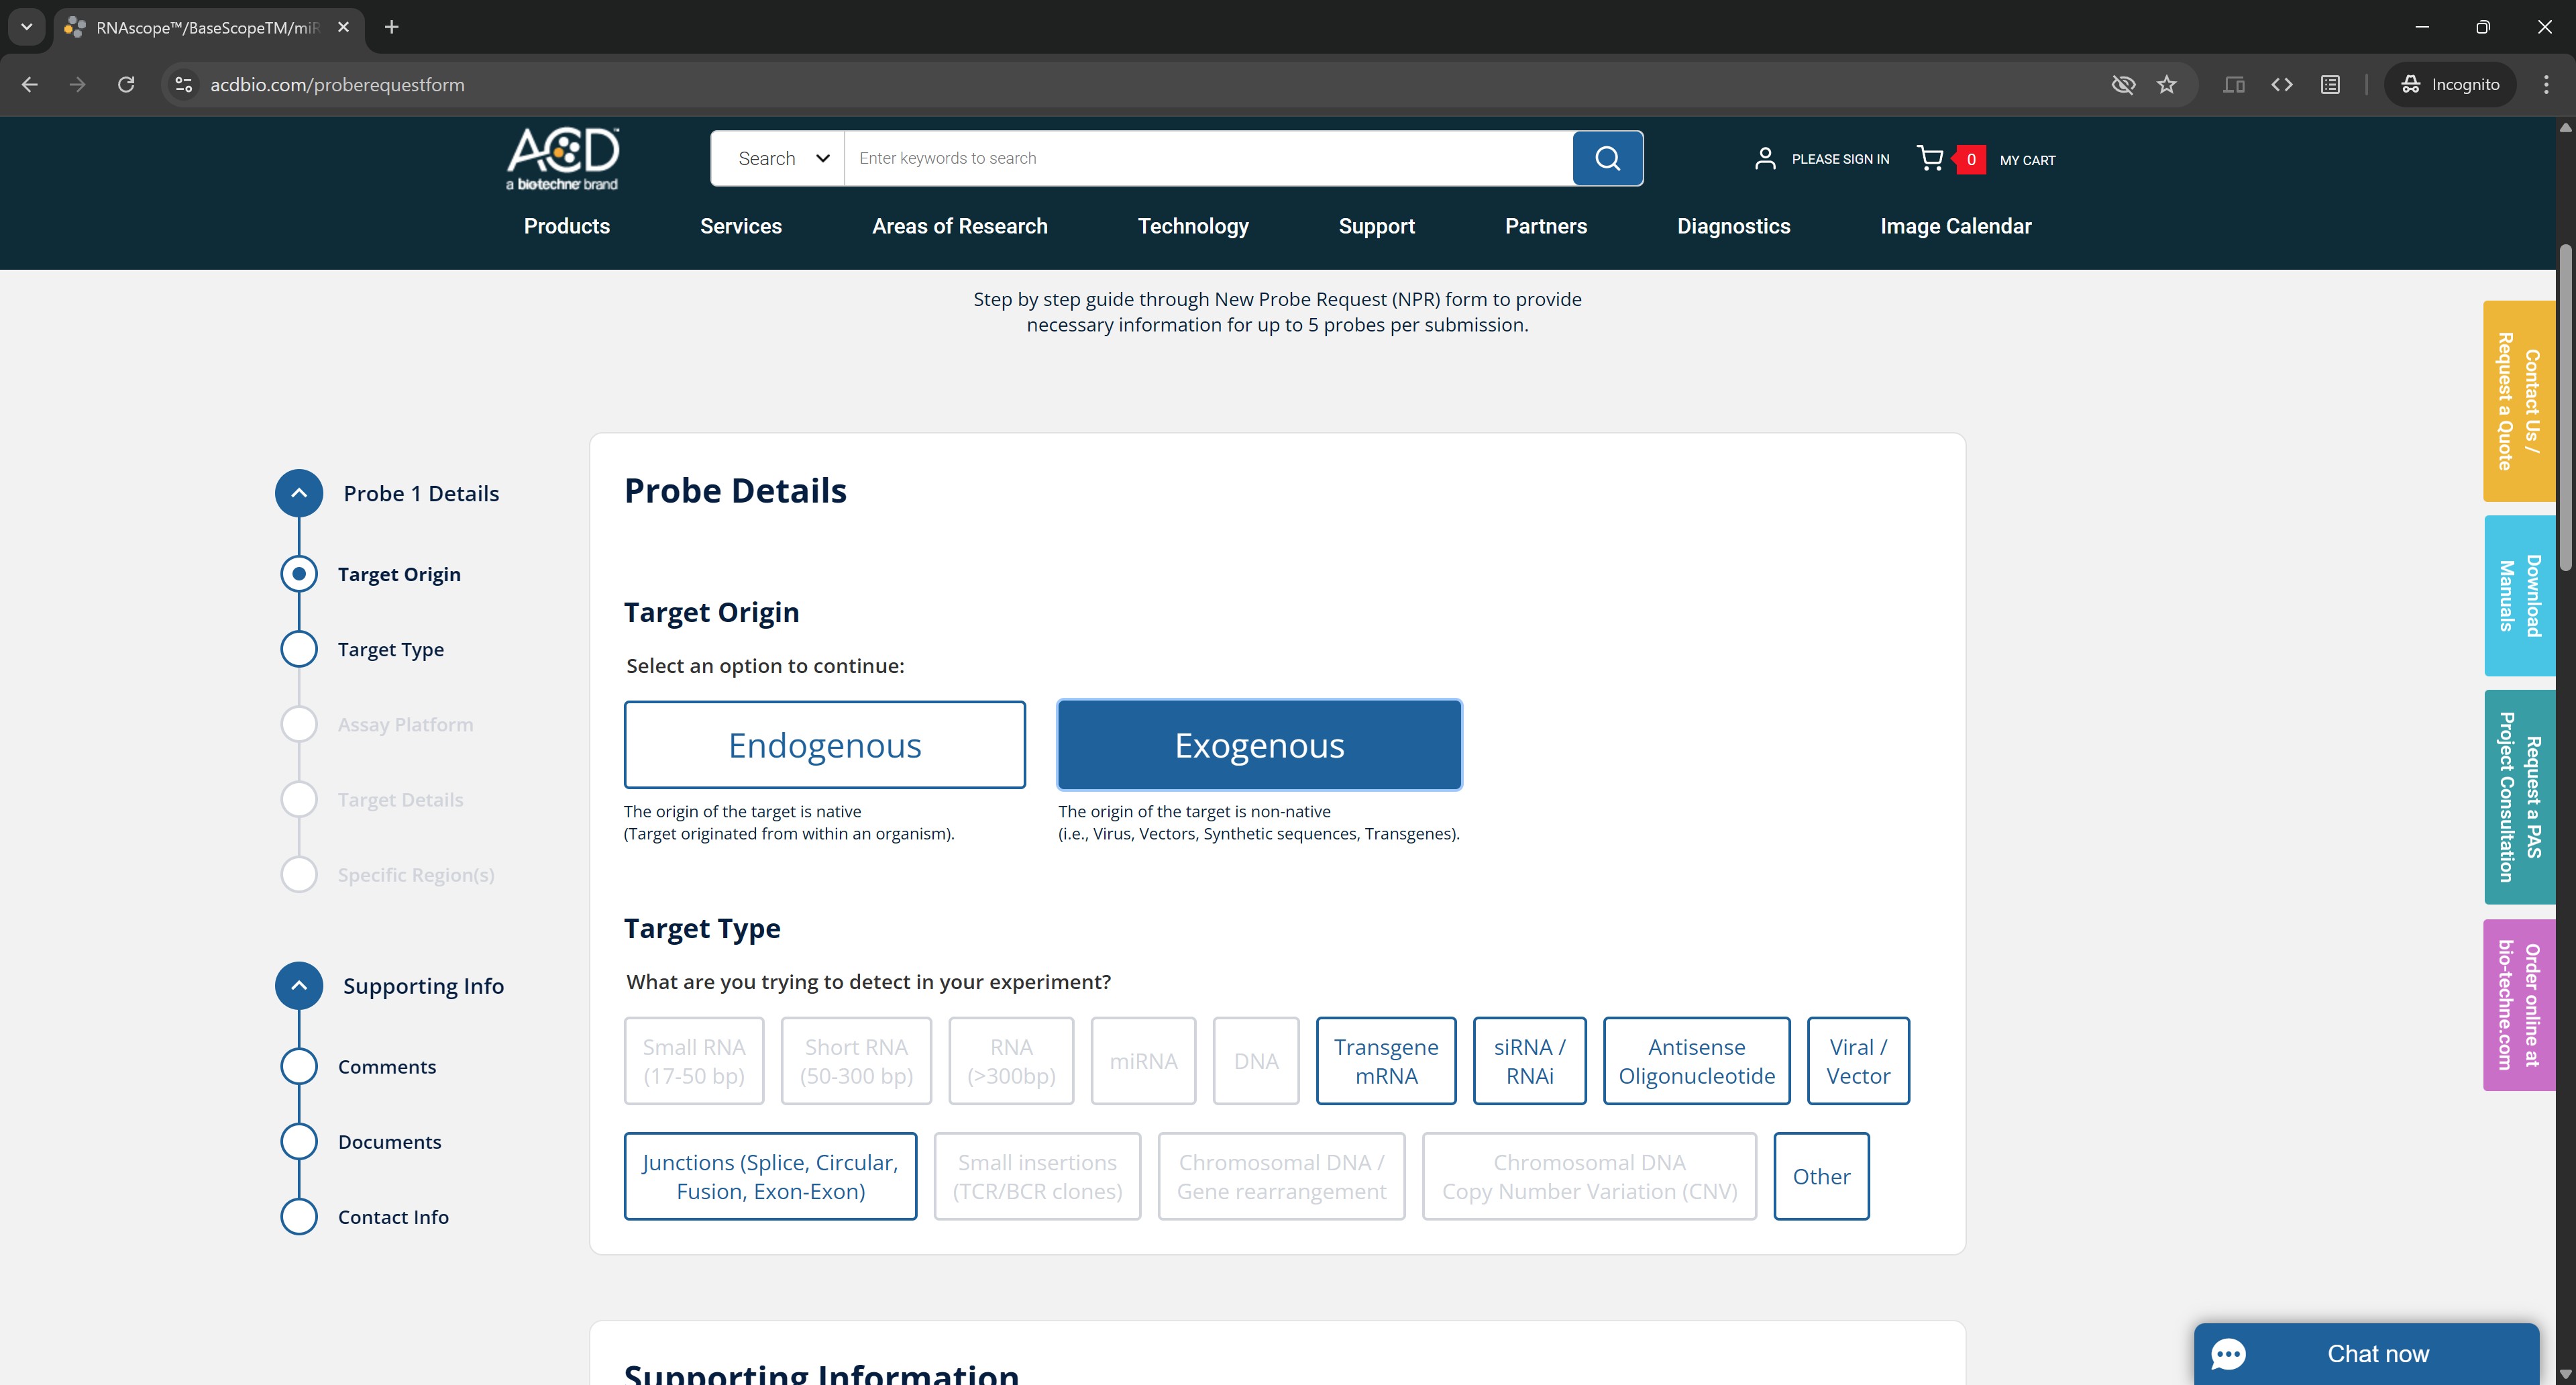 RNAscope™/BaseScopeTM/miR
acdbio.com/proberequestform
Incognito
ACD™
a biotechne brand
Search
Enter keywords to search
PLEASE SIGN IN
0
MY CART
Products
Services
Areas of Research
Technology
Support
Partners
Diagnostics
Image Calendar
Step by step guide through New Probe Request (NPR) form to provide
necessary information for up to 5 probes per submission.
Probe 1 Details
Target Origin
Target Type
Assay Platform
Target Details
Specific Region(s)
Supporting Info
Comments
Documents
Contact Info
Probe Details
Target Origin
Select an option to continue:
Endogenous
The origin of the target is native
(Target originated from within an organism).
Exogenous
The origin of the target is non-native
(i.e., Virus, Vectors, Synthetic sequences, Transgenes).
Target Type
What are you trying to detect in your experiment?
Small RNA
(17-50 bp)
Short RNA
(50-300 bp)
RNA
(>300bp)
miRNA
DNA
Transgene
mRNA
siRNA /
RNAi
Antisense
Oligonucleotide
Viral /
Vector
Junctions (Splice, Circular,
Fusion, Exon-Exon)
Small insertions
(TCR/BCR clones)
Chromosomal DNA /
Gene rearrangement
Chromosomal DNA
Copy Number Variation (CNV)
Other
Supporting Information
Contact Us /
Request a Quote
Download
Manuals
Request a PAS
Project Consultation
Order online at
bio-techne.com
Chat now